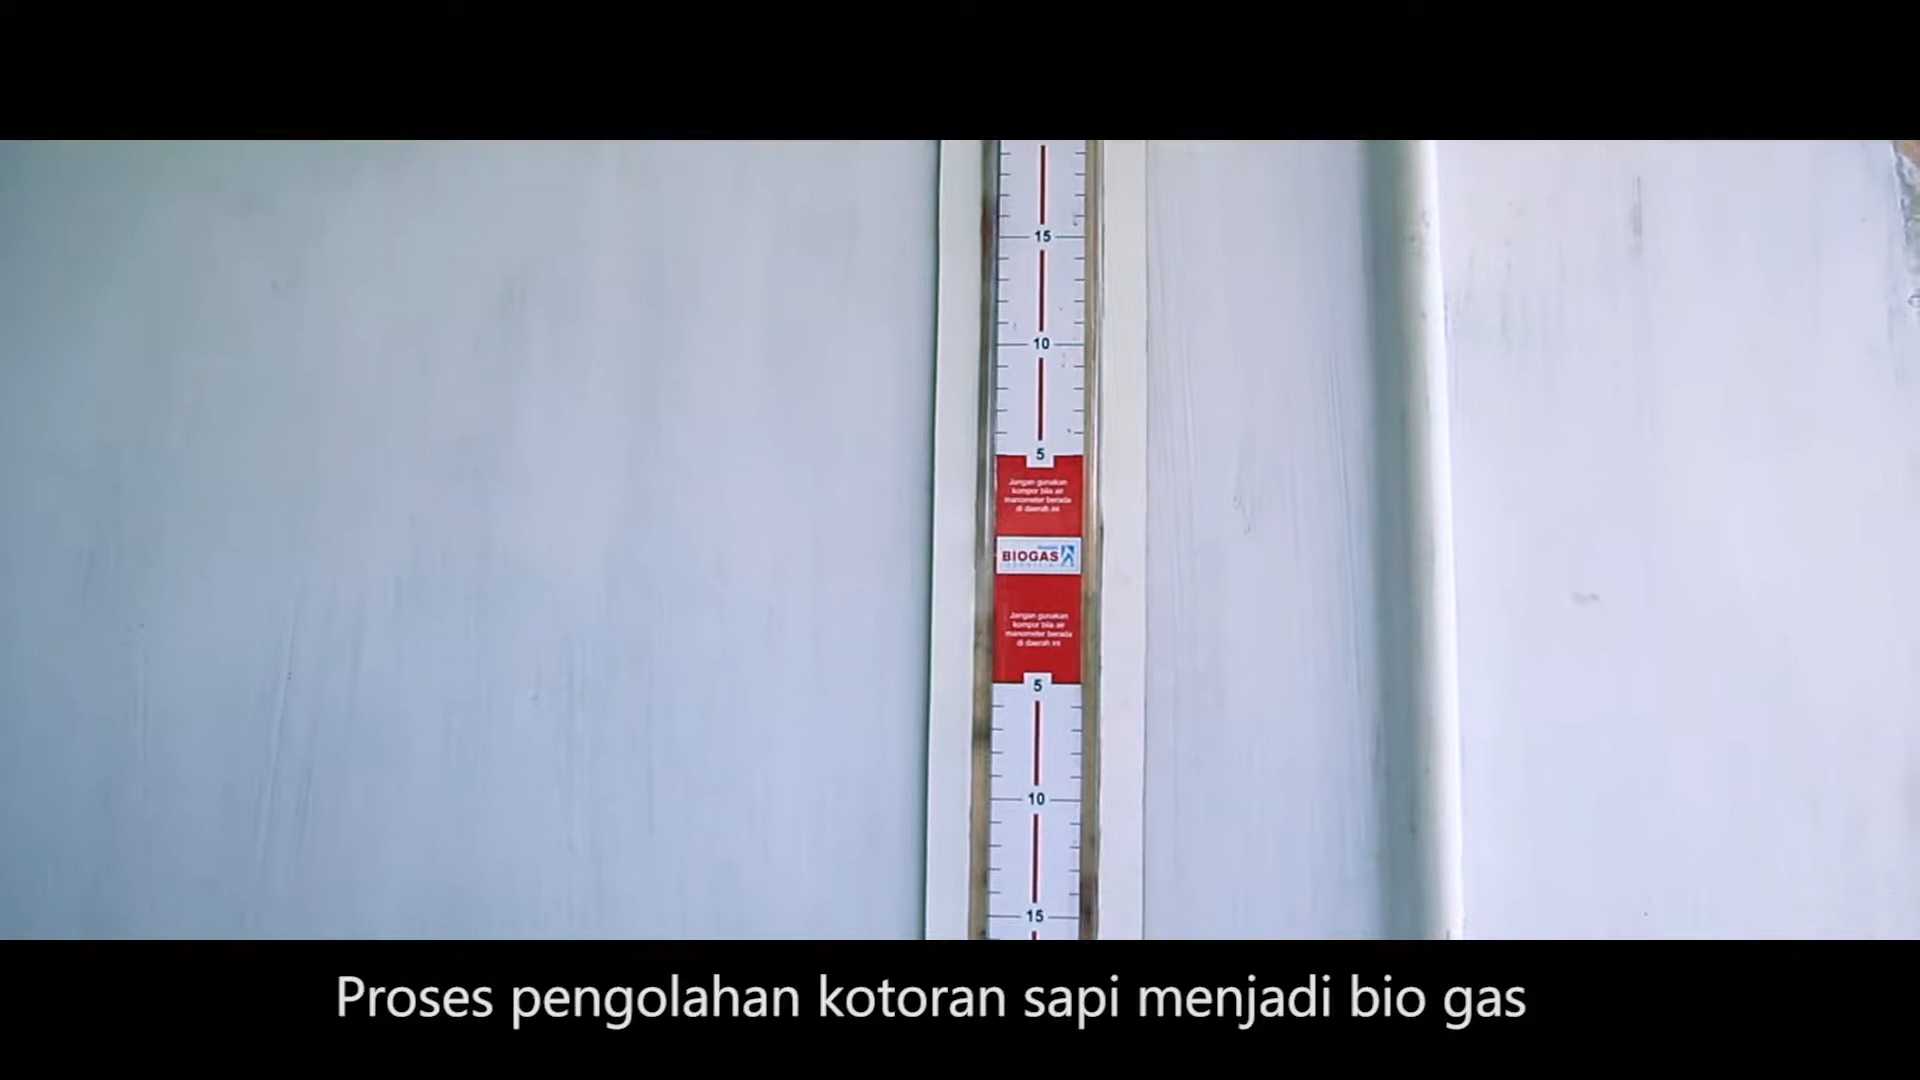 15
10
5
Jangan gunakan
kompor bila air
manometer berada
di daerah ini
BIOGAS
Jangan gunakan
kompor bila air
manometer berada
di daerah ini
5
10
15
Proses pengolahan kotoran sapi menjadi bio gas